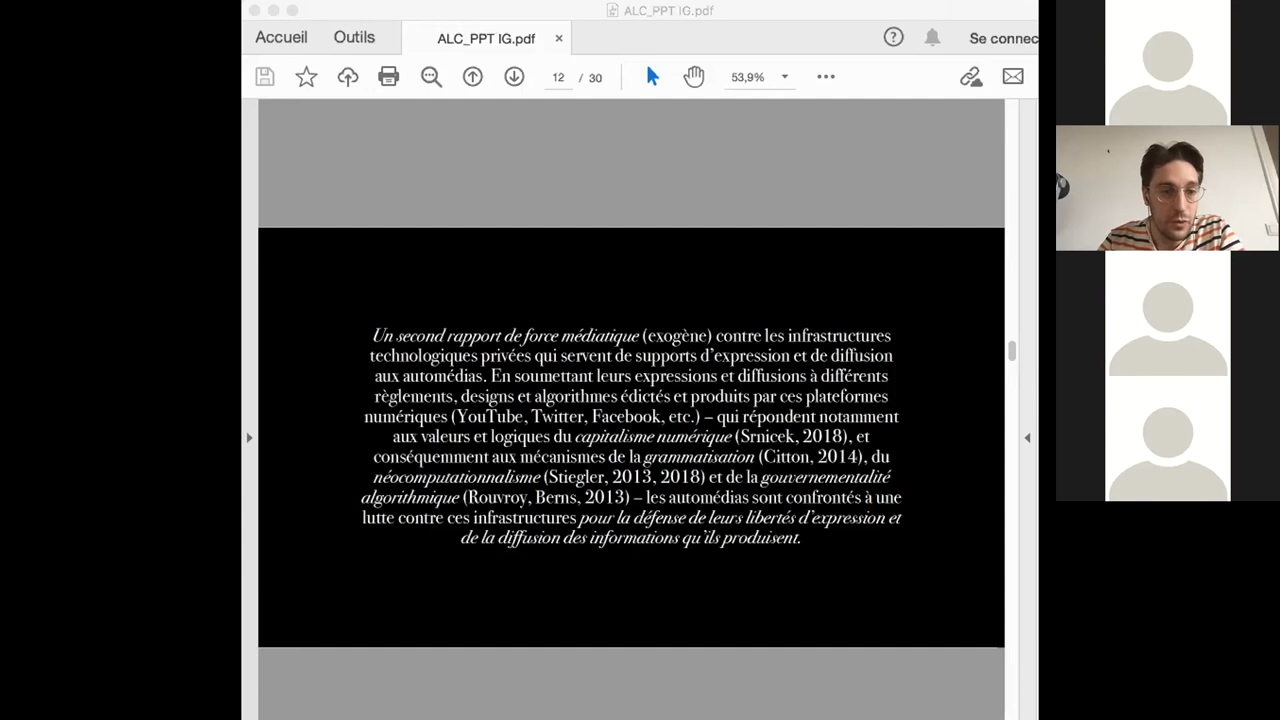 ALC_PPT IG.pdf
Accueil Outils ALC_PPT IG.pdf × ? Se connec
12 / 30 53,9%
Un second rapport de force médiatique (exogène) contre les infrastructures
technologiques privées qui servent de supports d'expression et de diffusion
aux automédias. En soumettant leurs expressions et diffusions à différents
règlements, designs et algorithmes édictés et produits par ces plateformes
numériques (YouTube, Twitter, Facebook, etc.) – qui répondent notamment
aux valeurs et logiques du capitalisme numérique (Srnicek, 2018), et
conséquemment aux mécanismes de la grammatisation (Citton, 2014), du
néocomputationnalisme (Stiegler, 2013, 2018) et de la gouvernementalité
algorithmique (Rouvroy, Berns, 2013) – les automédias sont confrontés à une
lutte contre ces infrastructures pour la défense de leurs libertés d'expression et
de la diffusion des informations qu'ils produisent.